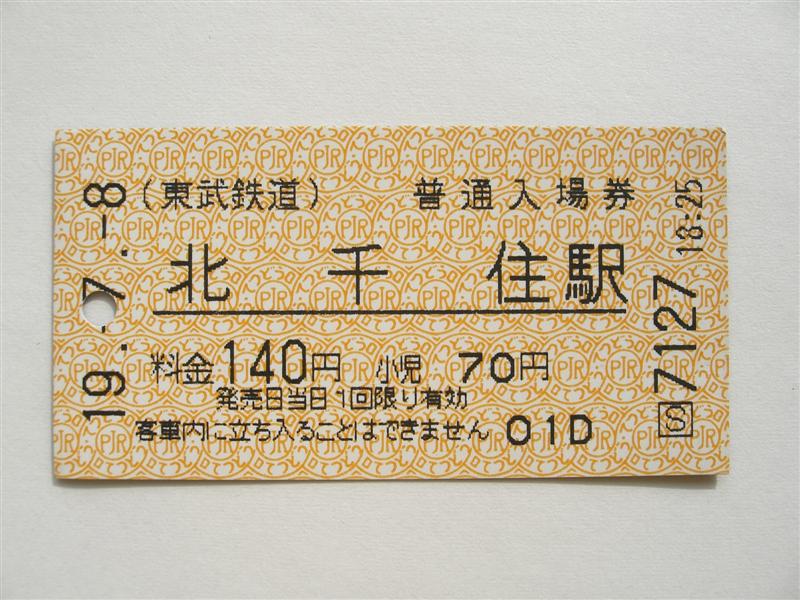 （東武鉄道） 普通入場券
北千住駅
料金 140円 小児 70円
発売日当日1回限り有効
客車内に立ち入ることはできません 01D
19.-7.-8
Ⓢ7127 18:25
PJR